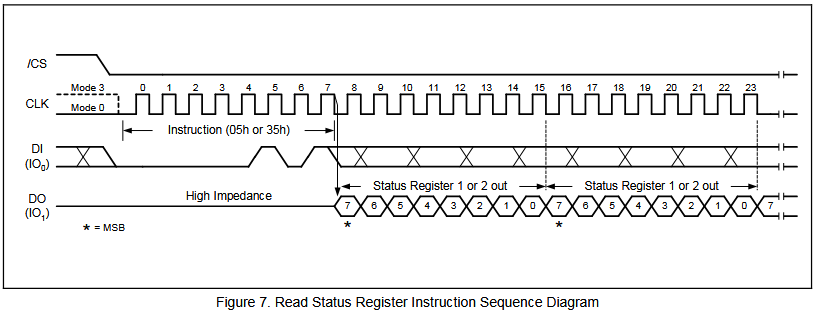 /CS
Mode 3 0 1 2 3 4 5 6 7 8 9 10 11 12 13 14 15 16 17 18 19 20 21 22 23
CLK
Mode 0
Instruction (05h or 35h)
DI
(IO0)
Status Register 1 or 2 out Status Register 1 or 2 out
High Impedance
DO
(IO1)
7 6 5 4 3 2 1 0 7 6 5 4 3 2 1 0 7
* = MSB * *
Figure 7. Read Status Register Instruction Sequence Diagram